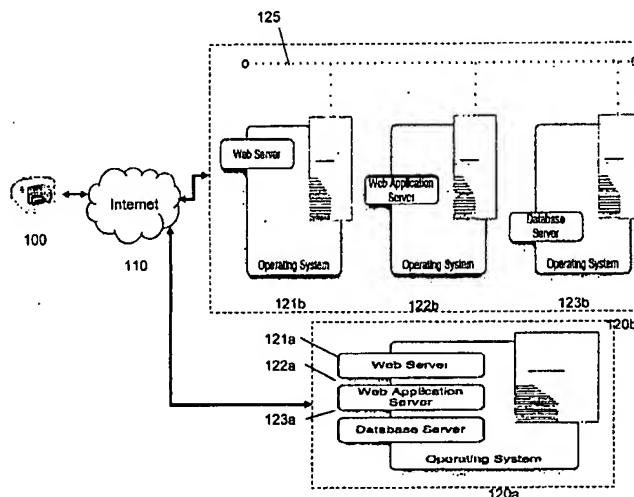 125
Web Server
Web Application
Server
Database
Server
Internet
100
110
Operating System
Operating System
Operating System
121b
122b
123b
120b
121a
Web Server
122a
Web Application
Server
123a
Database Server
Operating System
120a